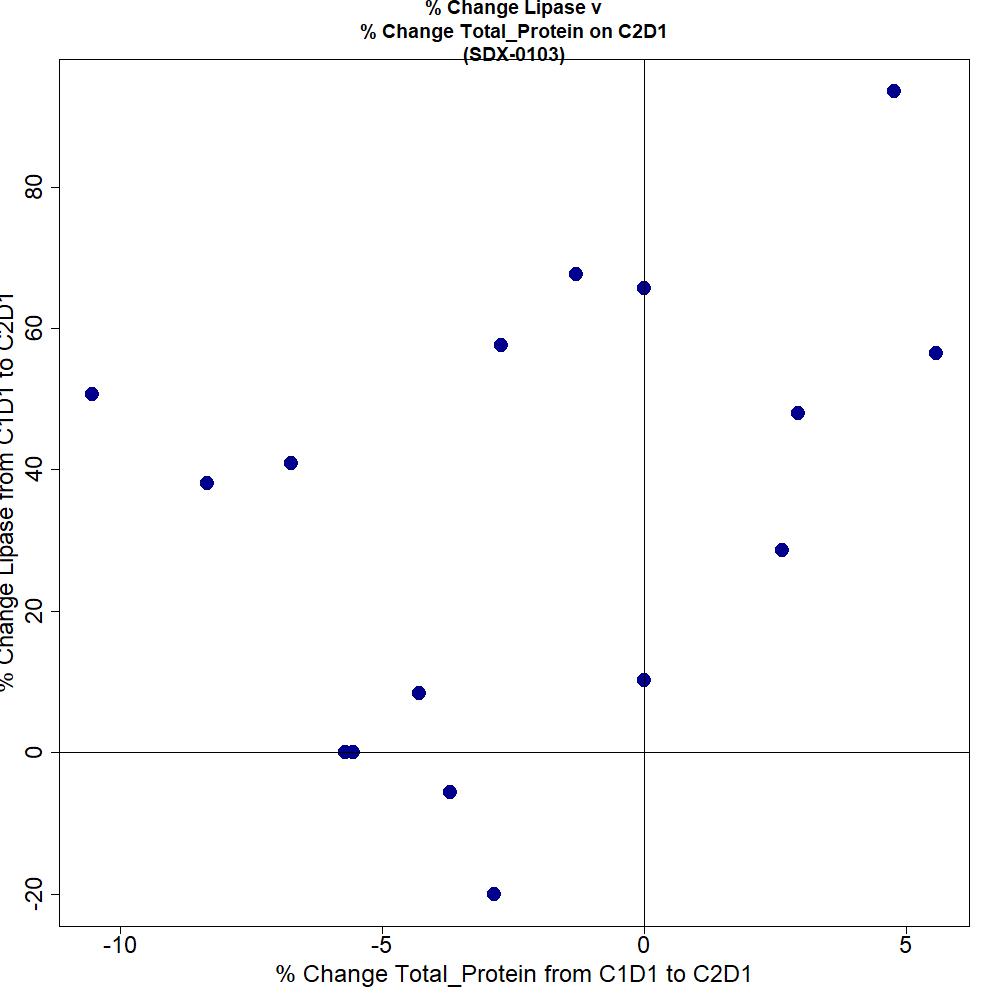 % Change Lipase v
% Change Total_Protein on C2D1
(SDX-0103)
% Change Lipase from C1D1 to C2D1
80
60
40
20
0
-20
-10
-5
0
5
% Change Total_Protein from C1D1 to C2D1